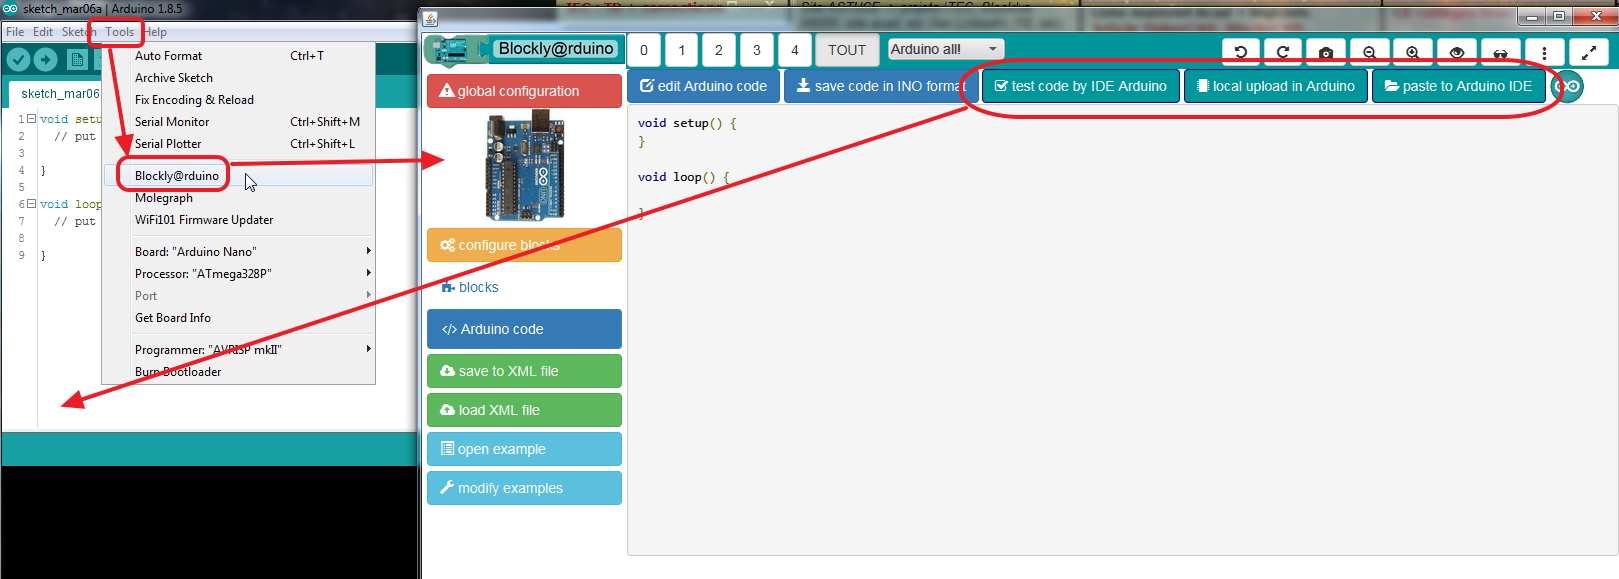 sketch_mar06a | Arduino 1.8.5
File Edit Sketch Tools Help
sketch_mar06
1 void setu
2 // put
3
4 }
5
6 void loop
7 // put
8
9 }
Auto Format Ctrl+T
Archive Sketch
Fix Encoding & Reload
Serial Monitor Ctrl+Shift+M
Serial Plotter Ctrl+Shift+L
Blockly@rduino
Molegraph
WiFi101 Firmware Updater
Board: "Arduino Nano"
Processor: "ATmega328P"
Port
Get Board Info
Programmer: "AVRISP mkII"
Burn Bootloader
Blockly@rduino
0 1 2 3 4 TOUT Arduino all!
global configuration
configure blocks
blocks
</> Arduino code
save to XML file
load XML file
open example
modify examples
edit Arduino code save code in INO format test code by IDE Arduino local upload in Arduino paste to Arduino IDE
void setup() {
}
void loop() {
}